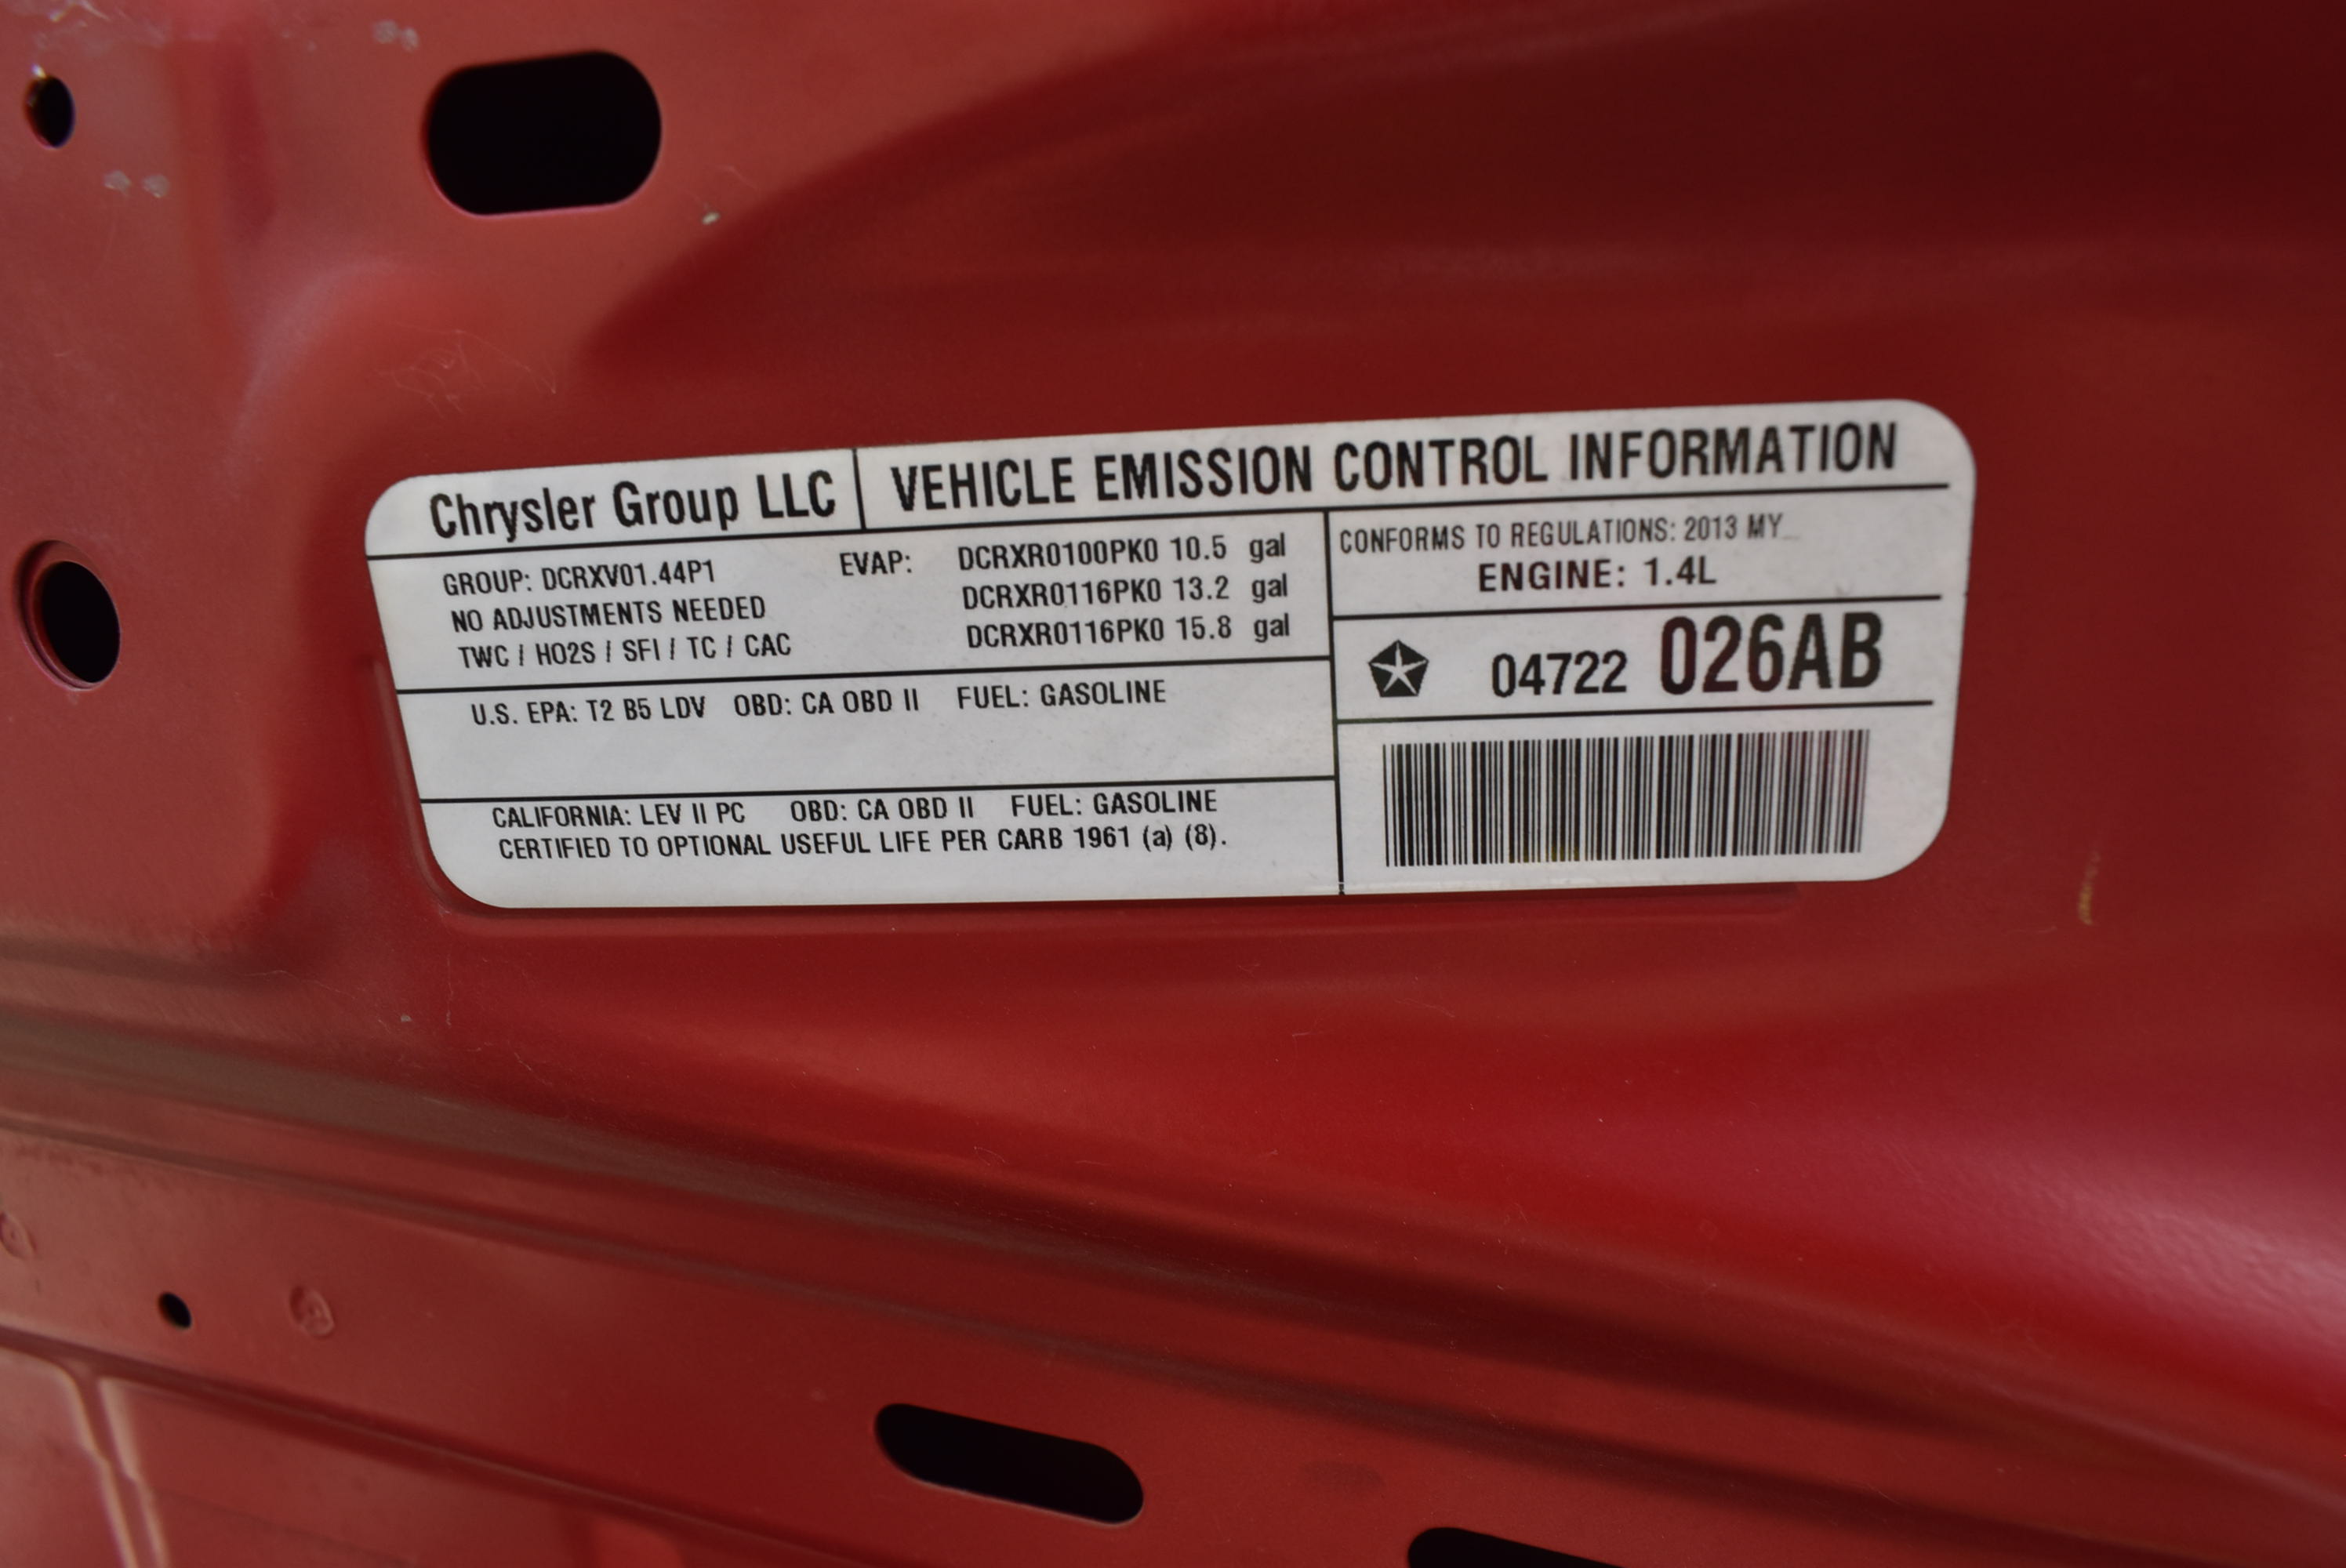 Chrysler Group LLC VEHICLE EMISSION CONTROL INFORMATION
GROUP: DCRXV01.44P1
NO ADJUSTMENTS NEEDED
TWC / HO2S / SFI / TC / CAC
EVAP: DCRXR0100PK0 10.5 gal
DCRXR0116PK0 13.2 gal
DCRXR0116PK0 15.8 gal
U.S. EPA: T2 B5 LDV OBD: CA OBD II FUEL: GASOLINE
CALIFORNIA: LEV II PC OBD: CA OBD II FUEL: GASOLINE
CERTIFIED TO OPTIONAL USEFUL LIFE PER CARB 1961 (a) (8).
CONFORMS TO REGULATIONS: 2013 MY
ENGINE: 1.4L
04722 026AB